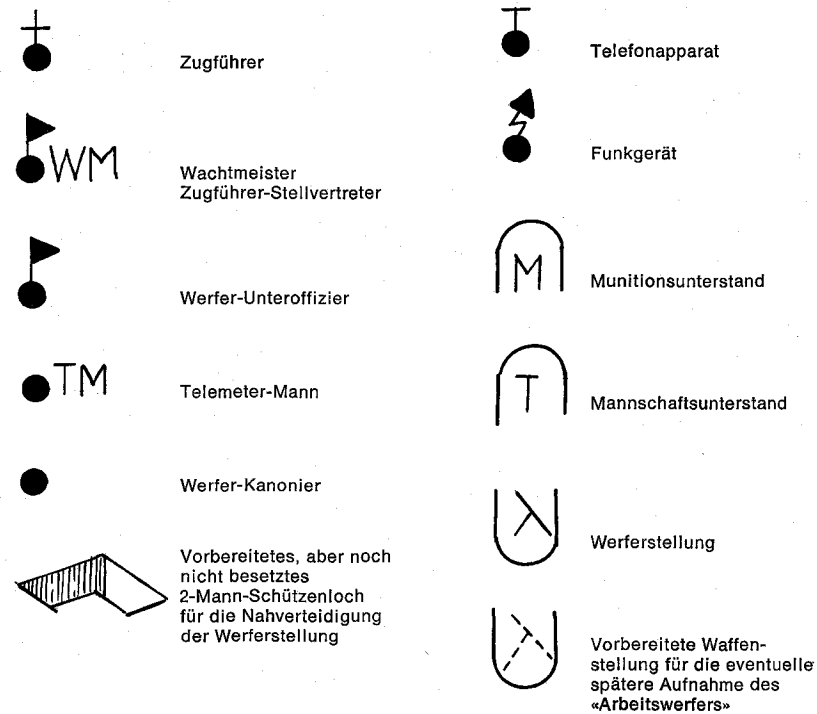 Zugführer
WM
Wachtmeister
Zugführer-Stellvertreter
Werfer-Unteroffizier
TM
Telemeter-Mann
Werfer-Kanonier
Vorbereitetes, aber noch
nicht besetztes
2-Mann-Schützenloch
für die Nahverteidigung
der Werferstellung
Telefonapparat
Funkgerät
M
Munitionsunterstand
T
Mannschaftsunterstand
Werferstellung
Vorbereitete Waffen-
stellung für die eventuelle
spätere Aufnahme des
«Arbeitswerfers»